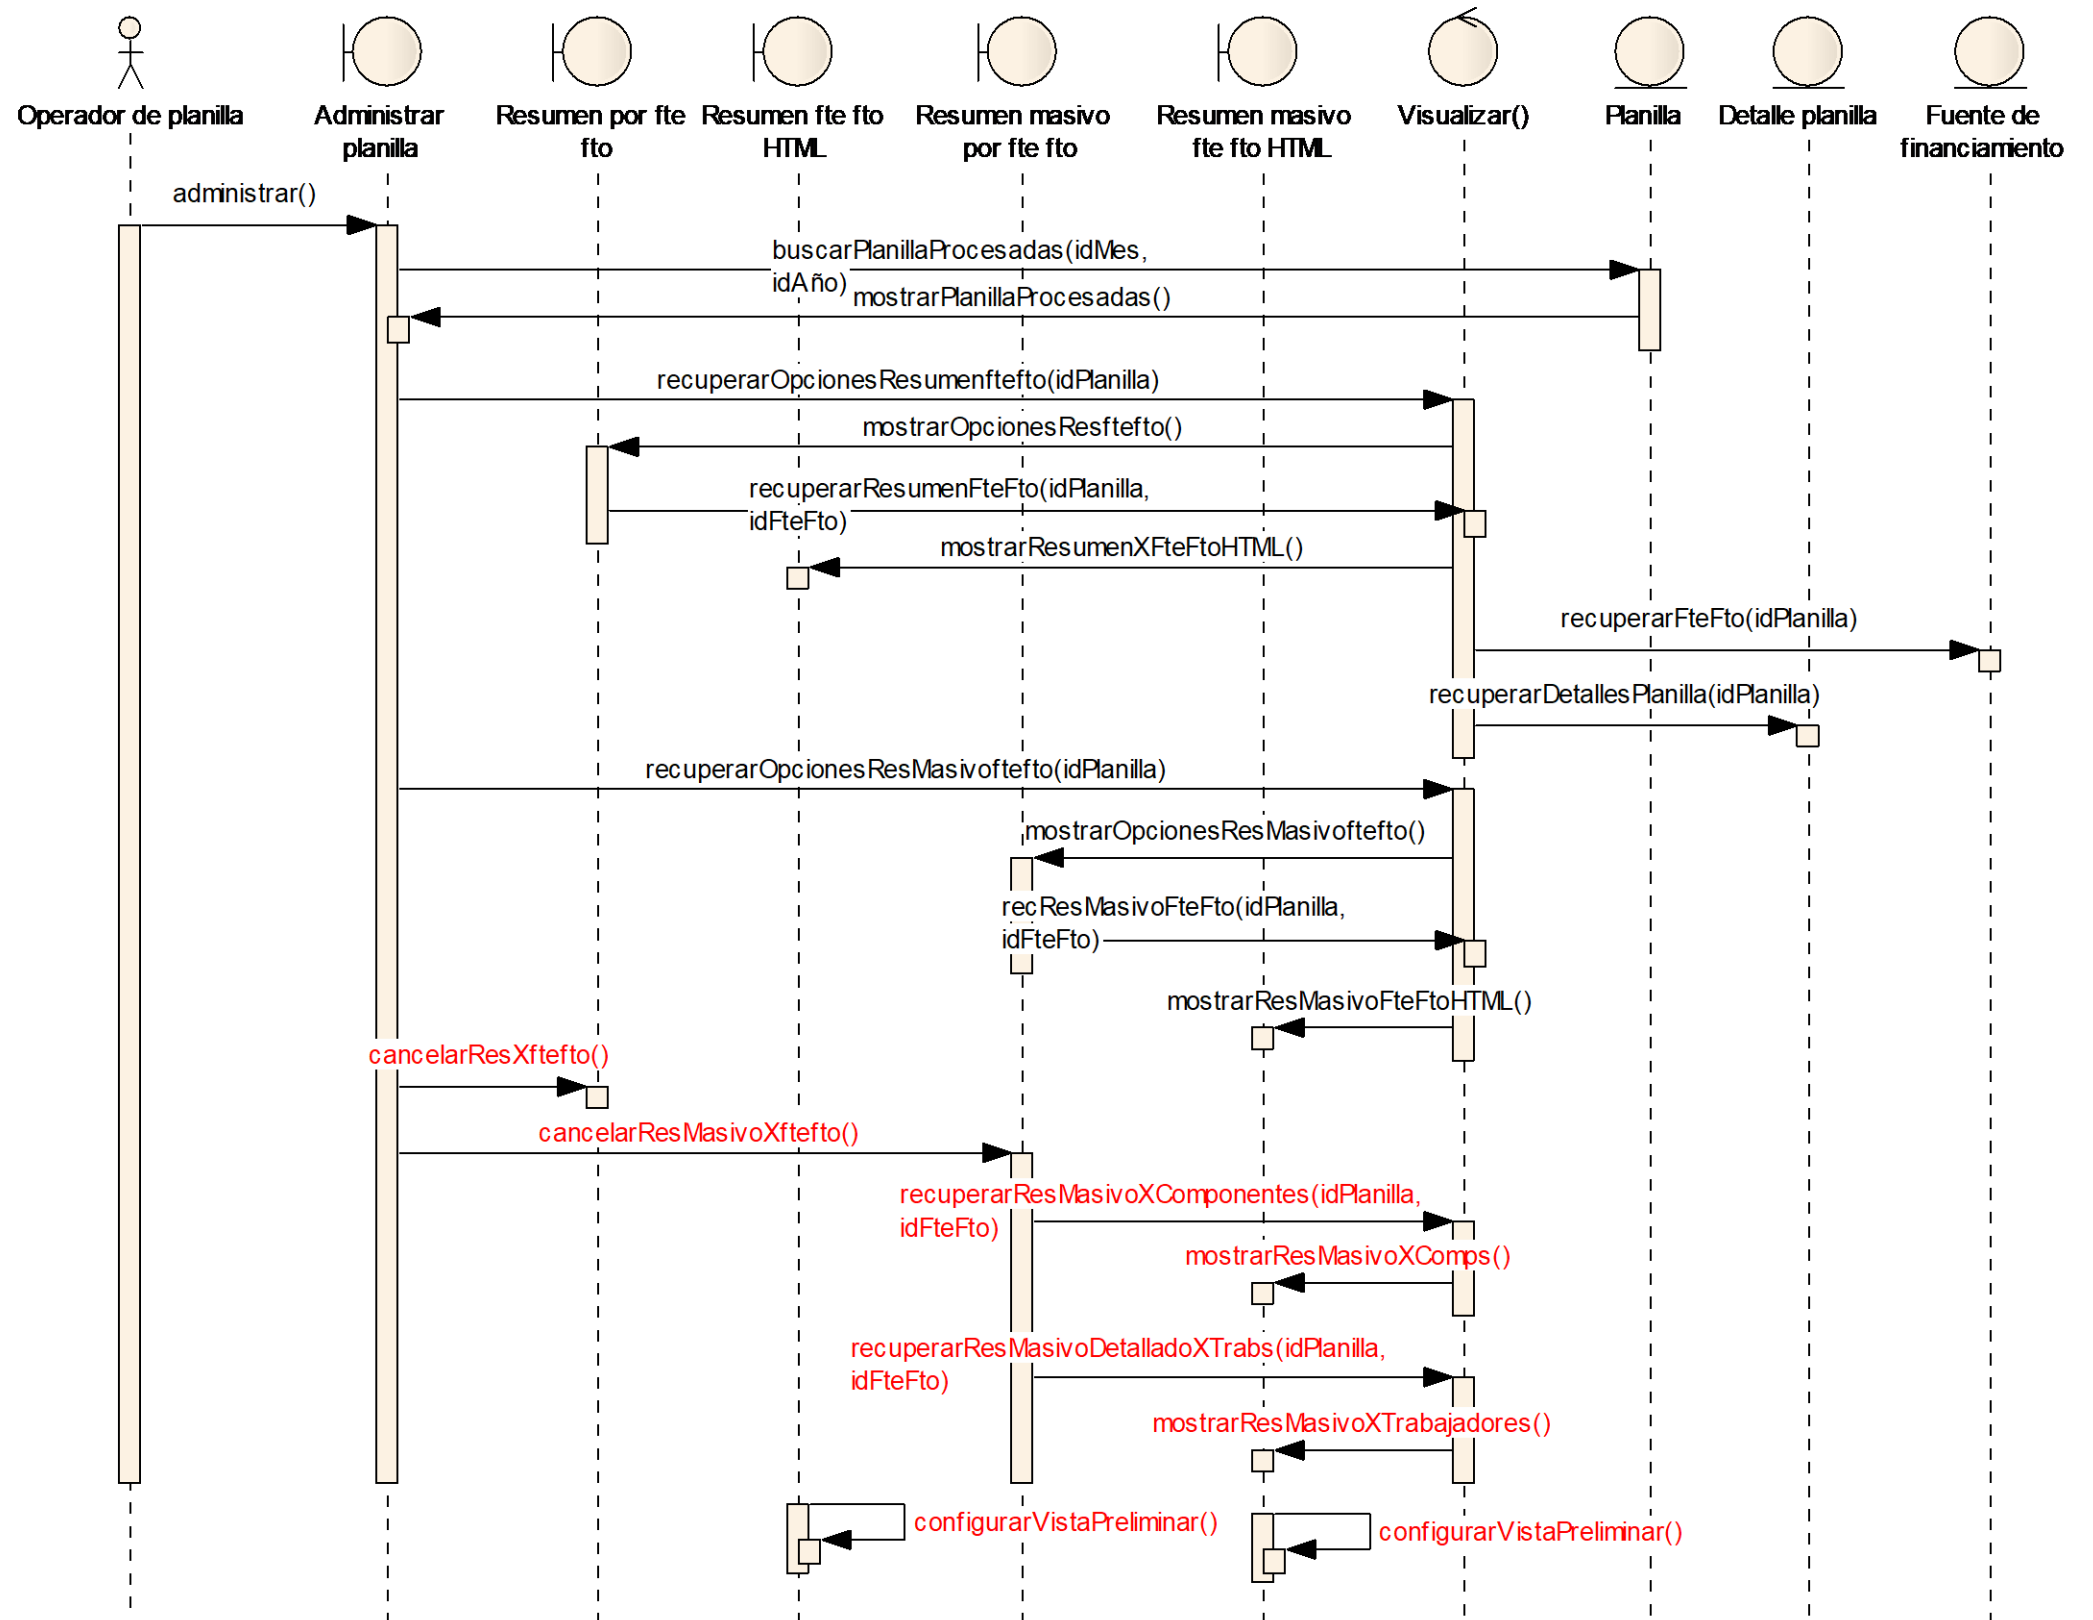 Operador de planilla
Administrar
planilla
Resumen por fte
fto
Resumen fte fto
HTML
Resumen masivo
por fte fto
Resumen masivo
fte fto HTML
Visualizar()
Planilla
Detalle planilla
Fuente de
financiamiento
administrar()
buscarPlanillaProcesadas(idMes,
idAño)
mostrarPlanillaProcesadas()
recuperarOpcionesResumenftefto(idPlanilla)
mostrarOpcionesResftefto()
recuperarResumenFteFto(idPlanilla,
idFteFto)
mostrarResumenXFteFtoHTML()
recuperarFteFto(idPlanilla)
recuperarDetallesPlanilla(idPlanilla)
recuperarOpcionesResMasivoftefto(idPlanilla)
mostrarOpcionesResMasivoftefto()
recResMasivoFteFto(idPlanilla,
idFteFto)
mostrarResMasivoFteFtoHTML()
cancelarResXftefto()
cancelarResMasivoXftefto()
recuperarResMasivoXComponentes(idPlanilla,
idFteFto)
mostrarResMasivoXComps()
recuperarResMasivoDetalladoXTrabs(idPlanilla,
idFteFto)
mostrarResMasivoXTrabajadores()
configurarVistaPreliminar()
configurarVistaPreliminar()